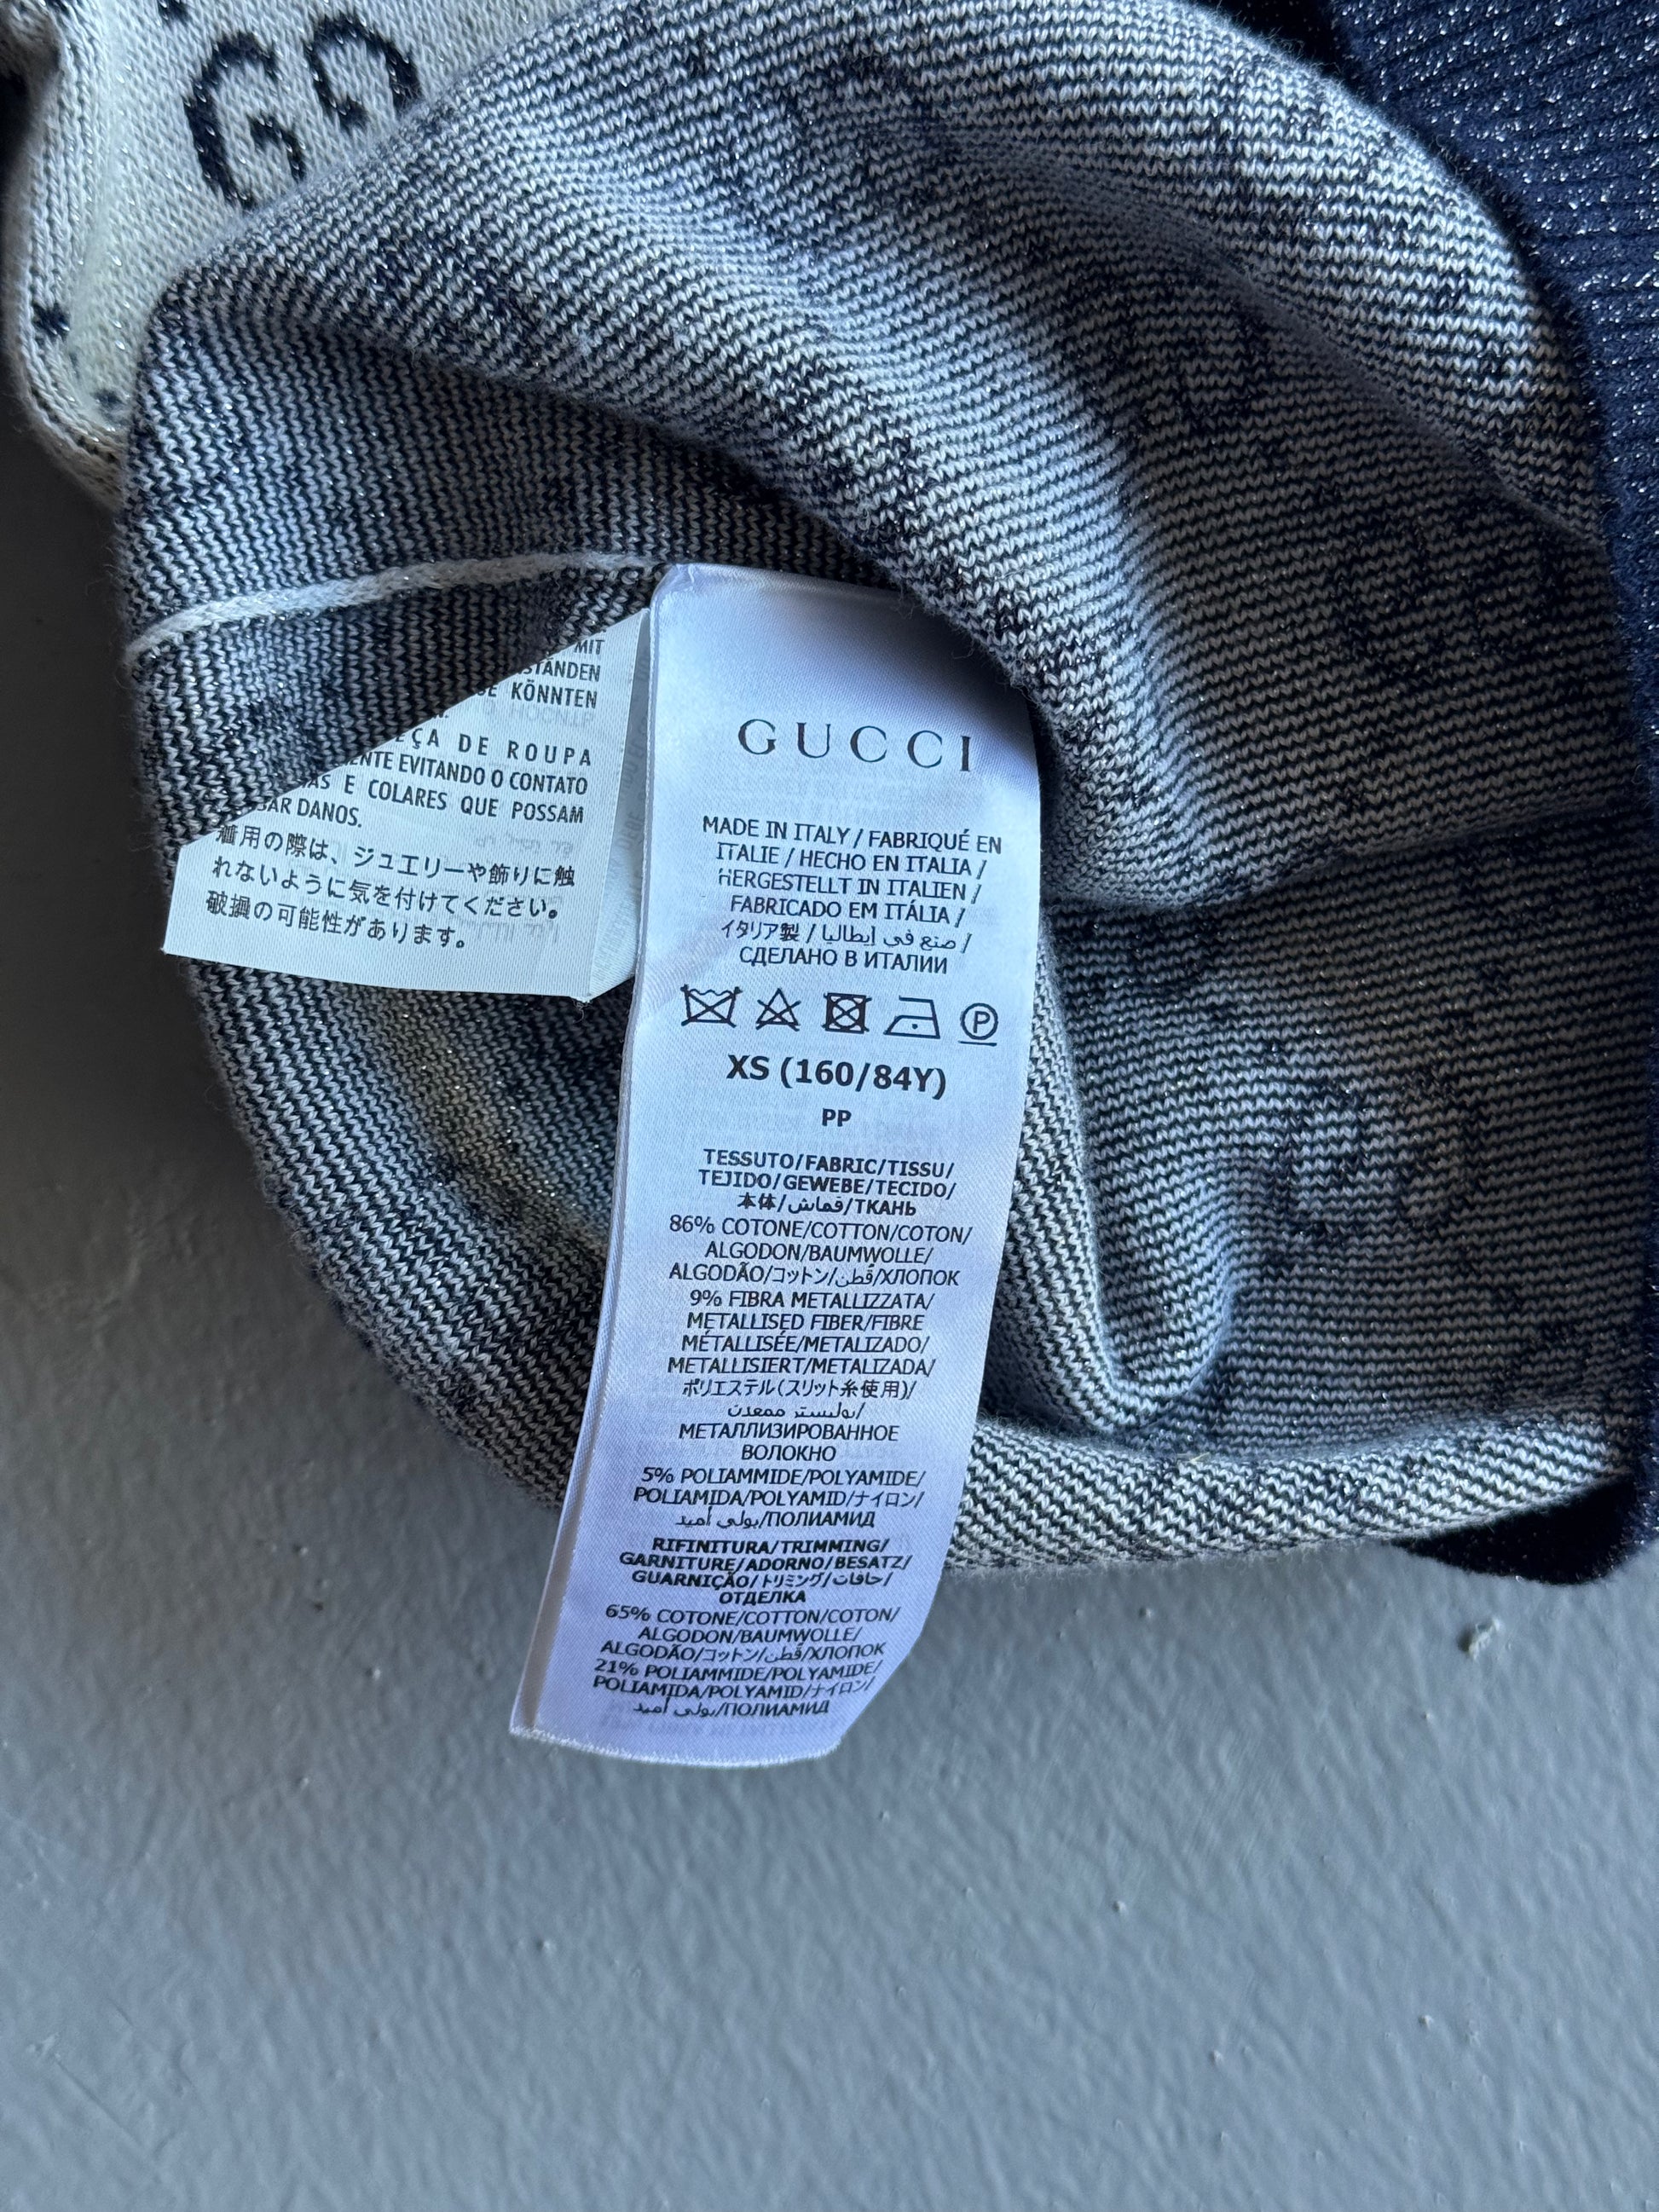 GG
MIT
STÄNDEN
KÖNNTEN
DE ROUPA
EVITANDO O CONTATO
E COLARES QUE POSSAM
DANOS.
着用の際は、ジュエリーや飾りに触
れないように気を付けてください。
破損の可能性があります。
GUCCI
MADE IN ITALY / FABRIQUÉ EN
ITALIE / HECHO EN ITALIA /
HERGESTELLT IN ITALIEN /
FABRICADO EM ITÁLIA /
イタリア製 / صنع في إيطاليا /
СДЕЛАНО В ИТАЛИИ
P
XS (160/84Y)
PP
TESSUTO/FABRIC/TISSU/
TEJIDO/GEWEBE/TECIDO/
本体/قماش/ТКАНЬ
86% COTONE/COTTON/COTON/
ALGODON/BAUMWOLLE/
ALGODÃO/コットン/قطن/ХЛОПОК
9% FIBRA METALLIZZATA/
METALLISED FIBER/FIBRE
MÉTALLISÉE/METALIZADO/
METALLISIERT/METALIZADA/
ポリエステル(スリット糸使用)/
بوليستر ممعدن/
МЕТАЛЛИЗИРОВАННОЕ
ВОЛОКНО
5% POLIAMMIDE/POLYAMIDE/
POLIAMIDA/POLYAMID/ナイロン/
بولي أميد/ПОЛИАМИД
RIFINITURA/TRIMMING/
GARNITURE/ADORNO/BESATZ/
GUARNIÇÃO/トリミング/حافات/
ОТДЕЛКА
65% COTONE/COTTON/COTON/
ALGODON/BAUMWOLLE/
ALGODÃO/コットン/قطن/ХЛОПОК
21% POLIAMMIDE/POLYAMIDE/
POLIAMIDA/POLYAMID/ナイロン/
بولي أميد/ПОЛИАМИД